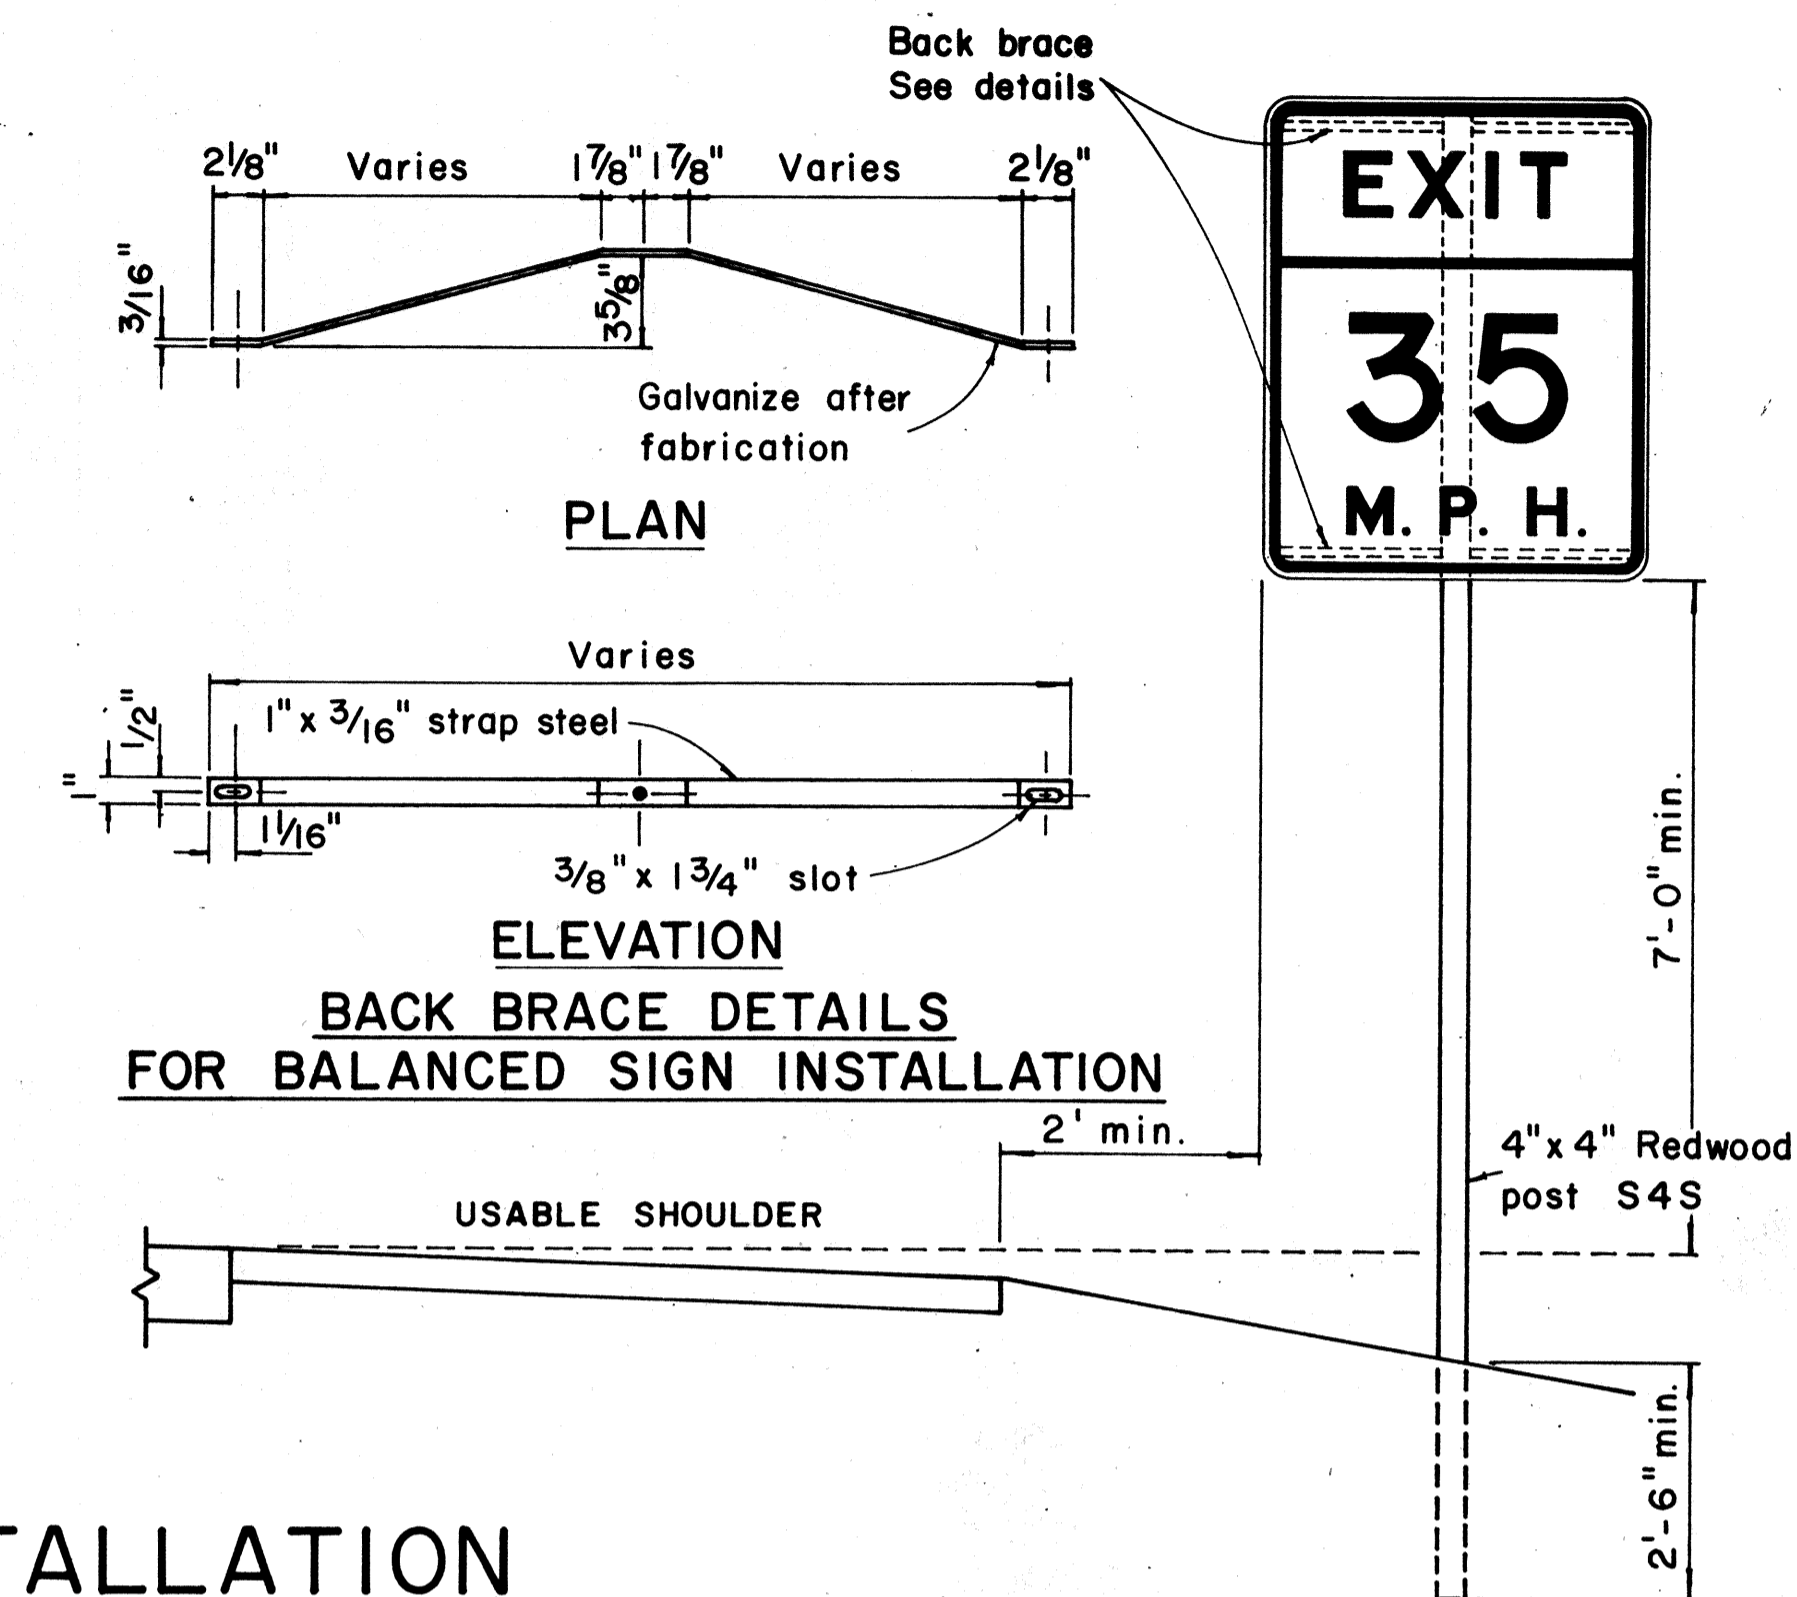 Back brace
See details
2 1/8" Varies 1 7/8" 1 7/8" Varies 2 1/8"
3/16"
3 5/8"
Galvanize after
fabrication
PLAN
EXIT
35
M. P. H.
Varies
1" x 3/16" strap steel
1/2"
1"
1 1/16"
3/8" x 1 3/4" slot
ELEVATION
BACK BRACE DETAILS
FOR BALANCED SIGN INSTALLATION
7'-0" min.
2' min.
4" x 4" Redwood
post S4S
USABLE SHOULDER
2'-6" min.
TALLATION